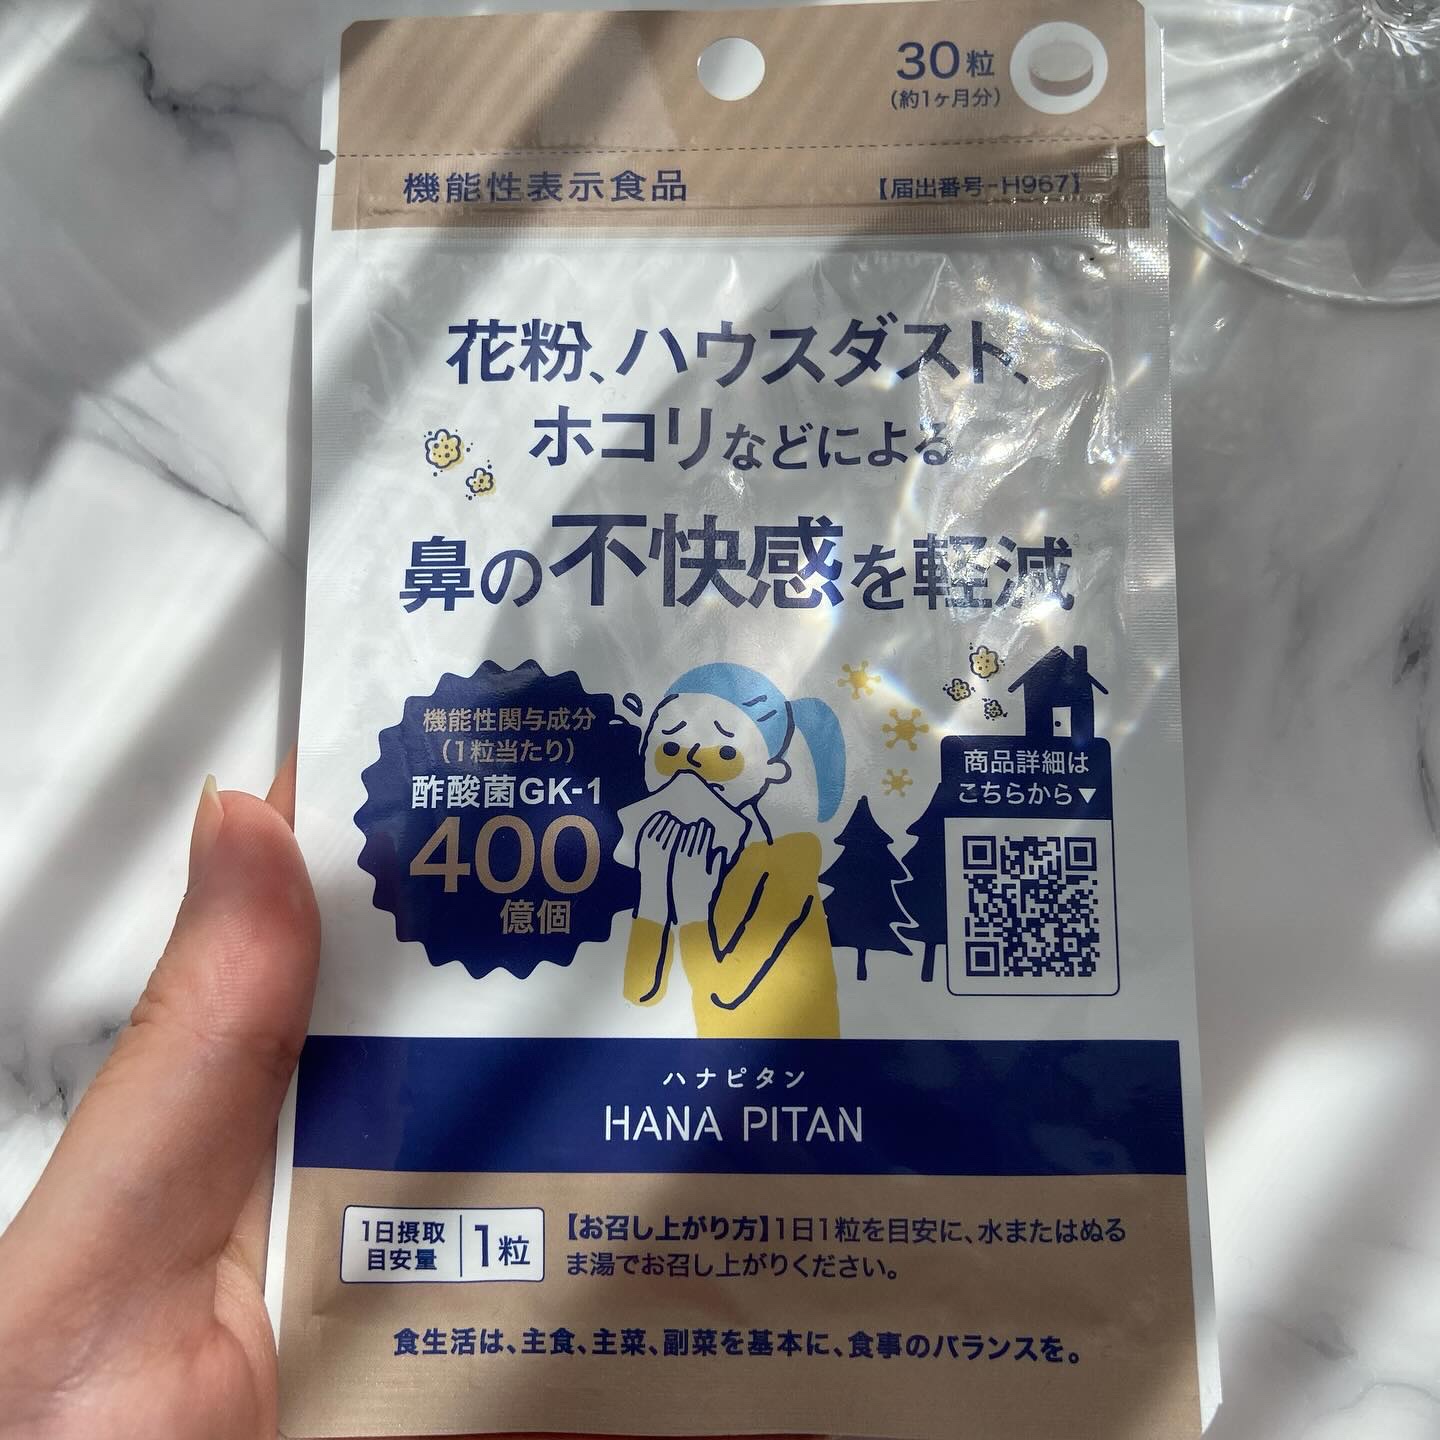 30粒
(約1ヶ月分)
機能性表示食品
【届出番号-H967】
花粉、ハウスダスト、
ホコリなどによる
鼻の不快感を軽減
機能性関与成分
(1粒当たり)
酢酸菌GK-1
400
億個
商品詳細は
こちらから▼
ハナピタン
HANA PITAN
1日摂取
目安量
1粒
【お召し上がり方】1日1粒を目安に、水またはぬる
ま湯でお召し上がりください。
食生活は、主食、主菜、副菜を基本に、食事のバランスを。